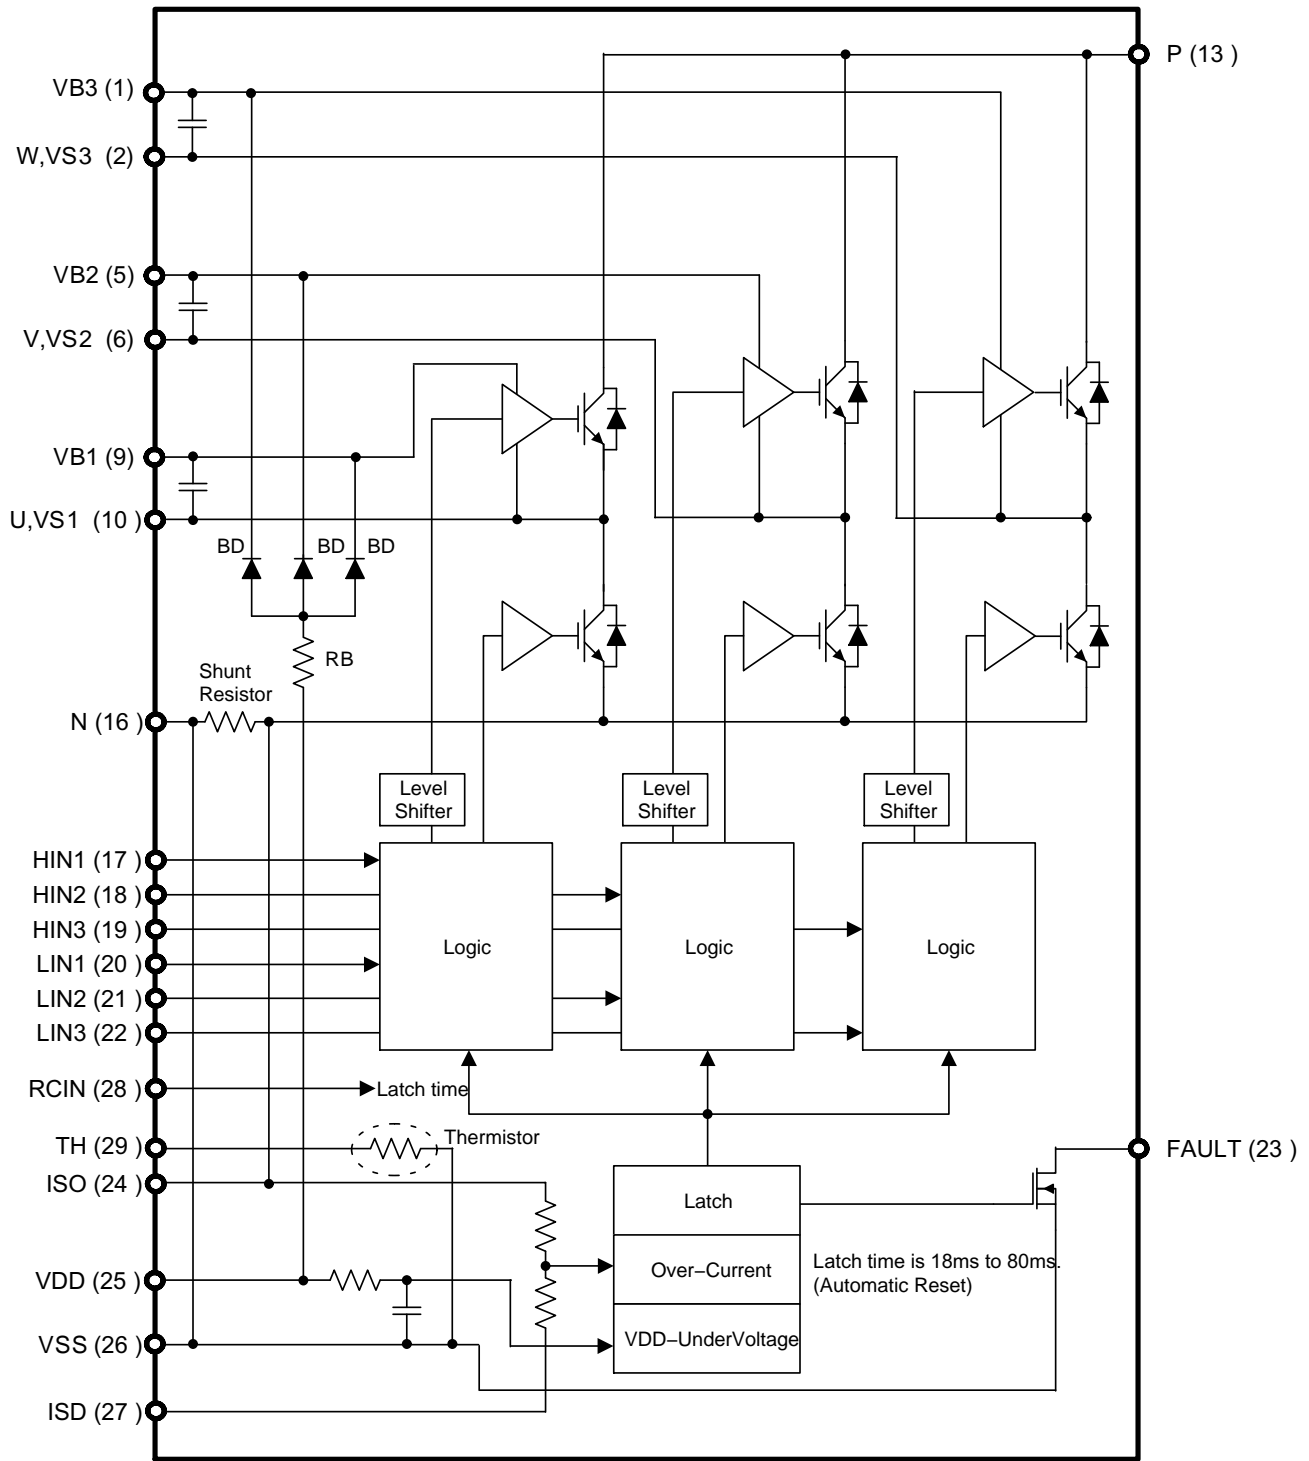 P (13 )
VB3 (1)
W,VS3 (2)
VB2 (5)
V,VS2 (6)
VB1 (9)
U,VS1 (10 )
BD
BD
BD
RB
Shunt
Resistor
N (16 )
Level
Shifter
Level
Shifter
Level
Shifter
HIN1 (17 )
HIN2 (18 )
HIN3 (19 )
LIN1 (20 )
LIN2 (21 )
LIN3 (22 )
Logic
Logic
Logic
RCIN (28 )
Latch time
TH (29 )
Thermistor
FAULT (23 )
ISO (24 )
Latch
Over−Current
VDD−UnderVoltage
Latch time is 18ms to 80ms.
(Automatic Reset)
VDD (25 )
VSS (26 )
ISD (27 )